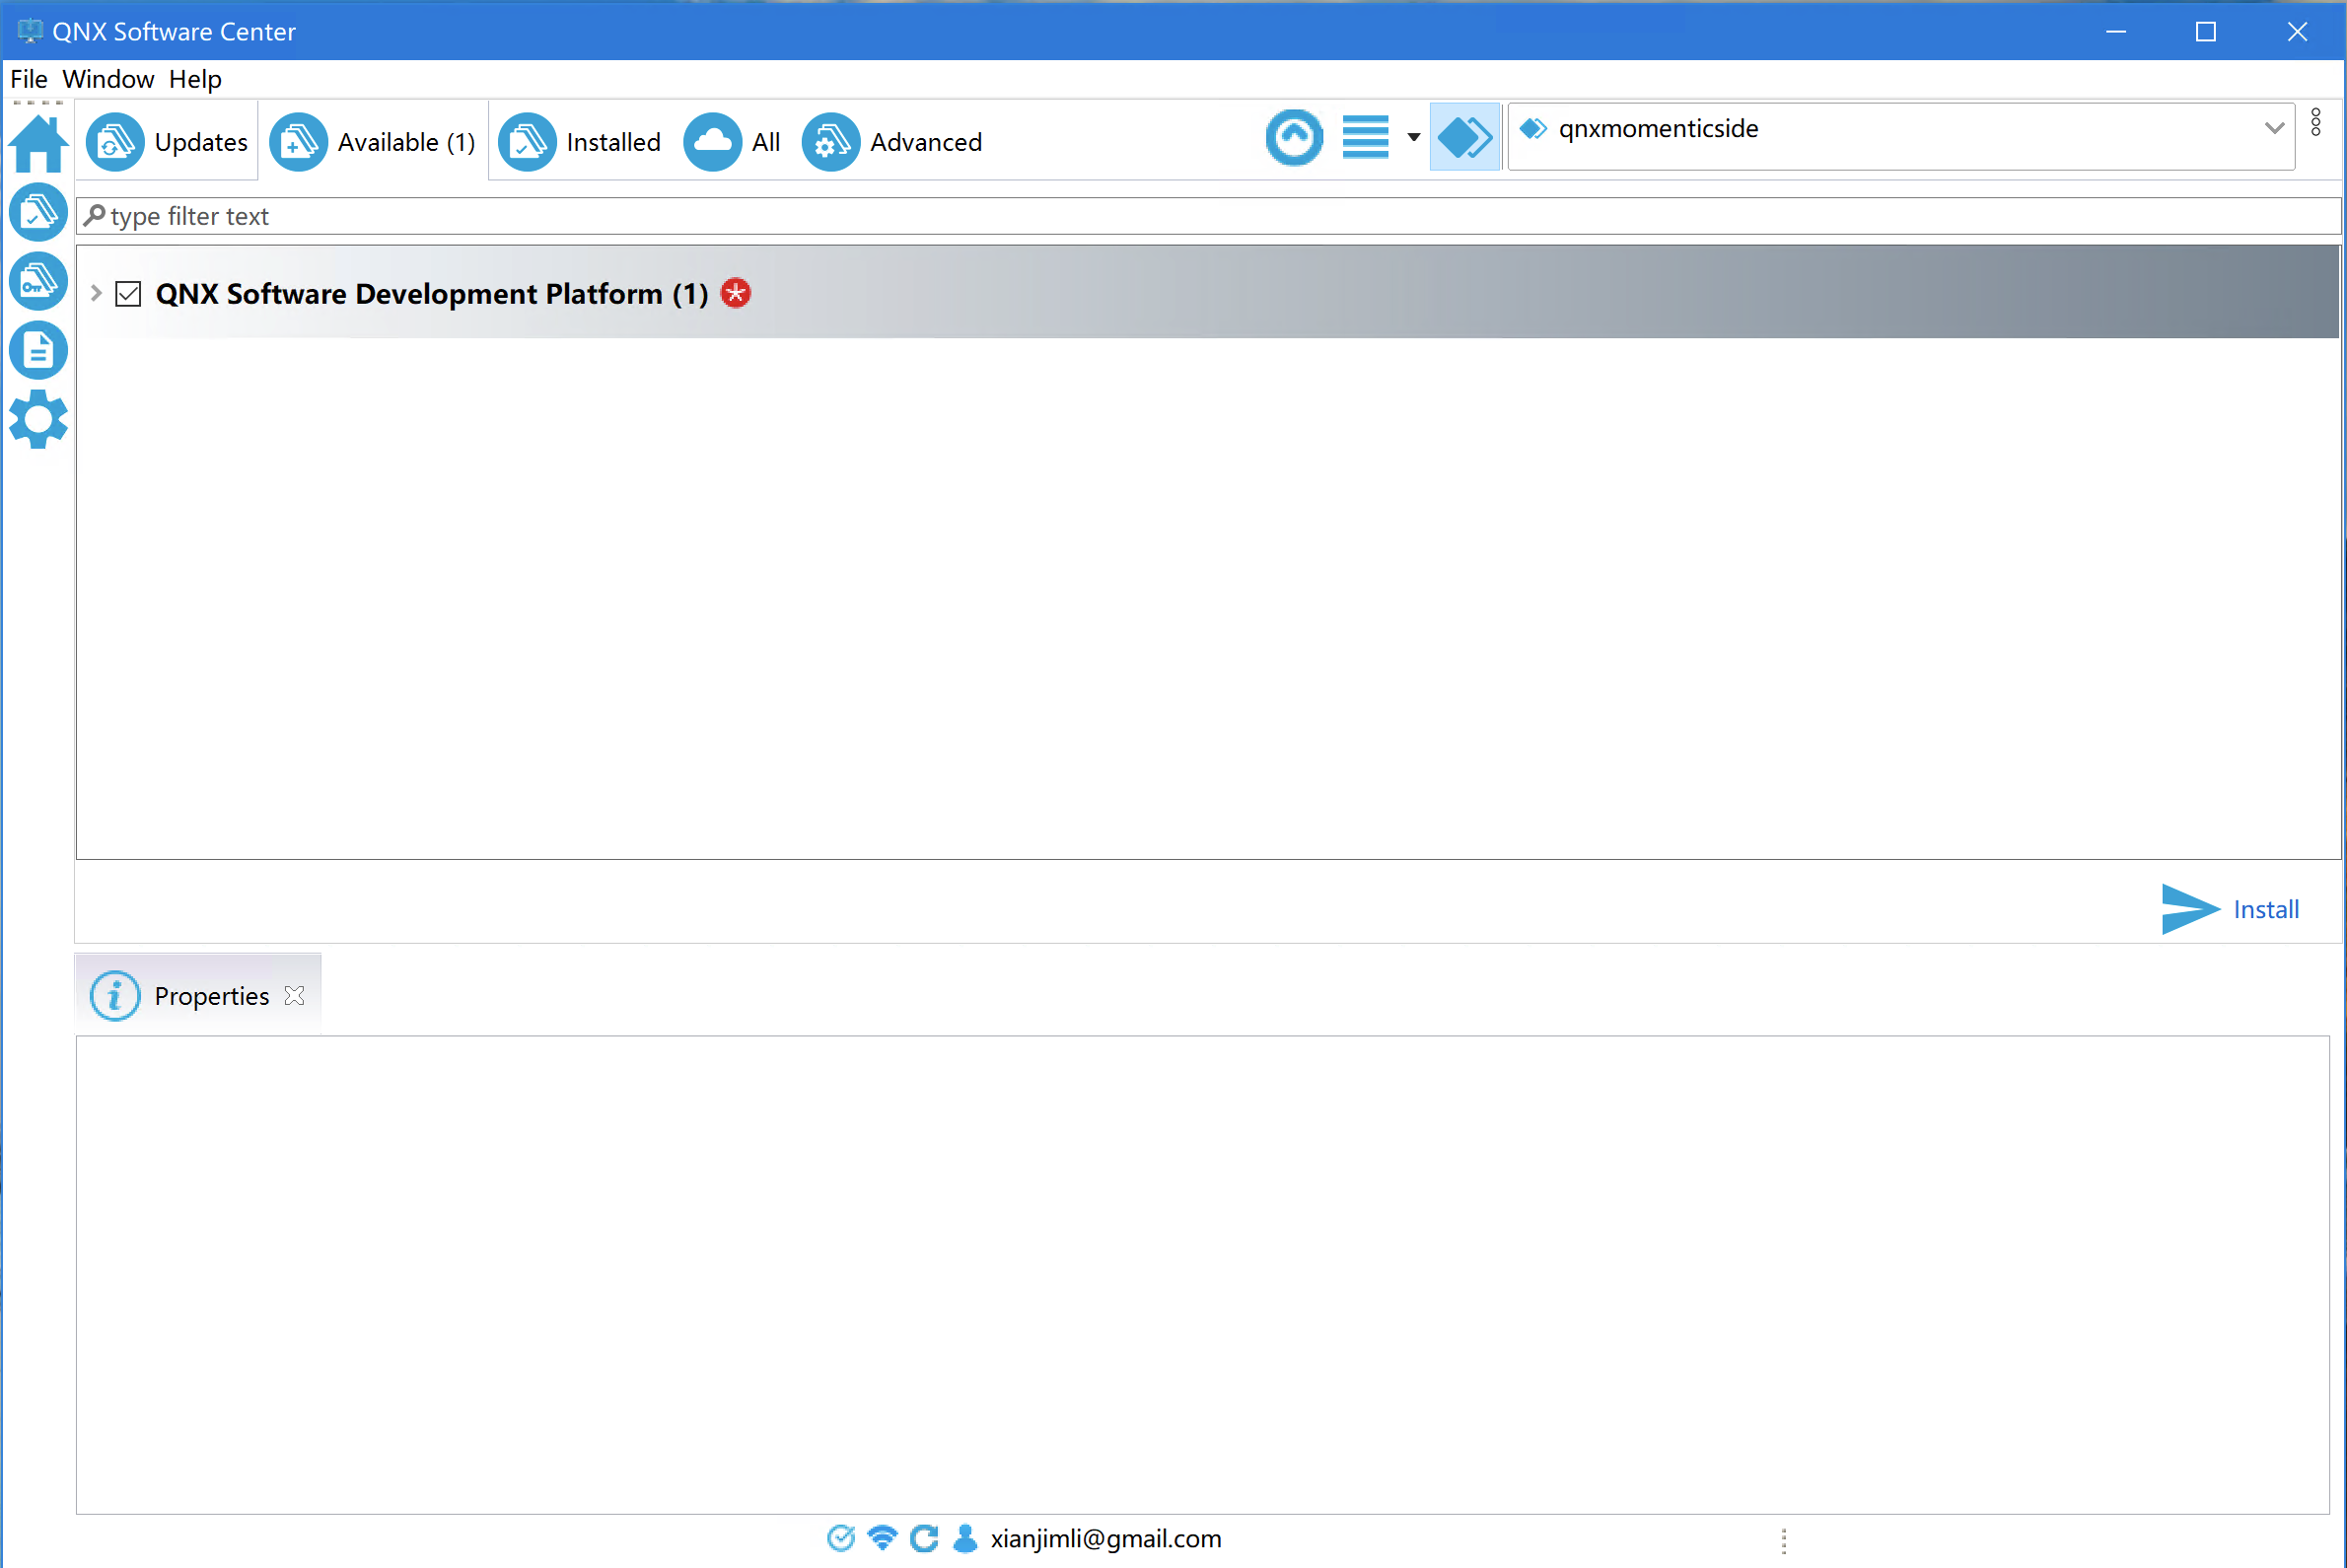 QNX Software Center
File Window Help
Updates Available (1) Installed All Advanced qnxmomenticside
type filter text
QNX Software Development Platform (1)
Install
Properties
xianjimli@gmail.com